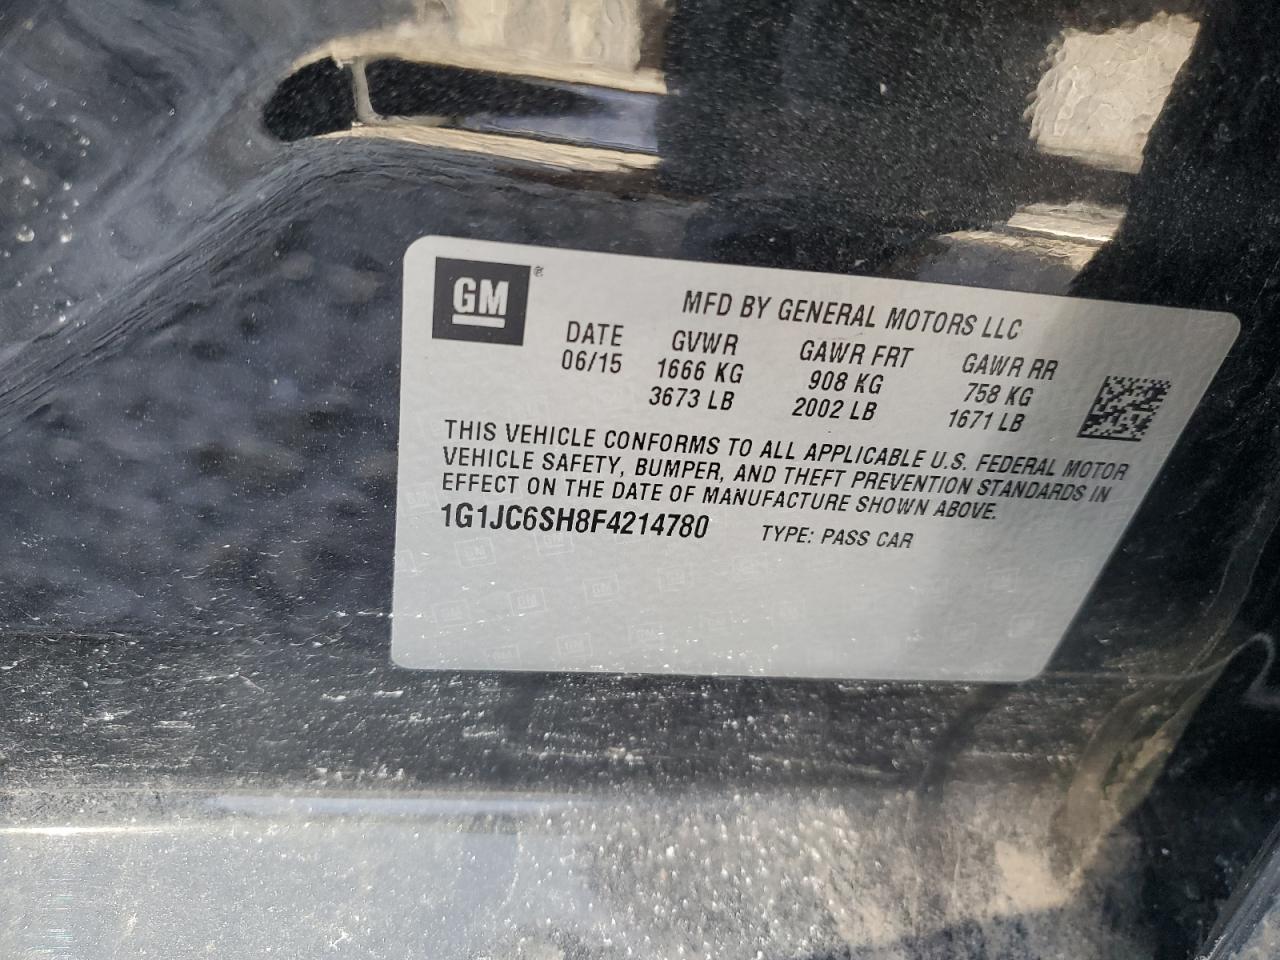 GM®
MFD BY GENERAL MOTORS LLC
DATE GVWR GAWR FRT GAWR RR
06/15 1666 KG 908 KG 758 KG
3673 LB 2002 LB 1671 LB
THIS VEHICLE CONFORMS TO ALL APPLICABLE U.S. FEDERAL MOTOR
VEHICLE SAFETY, BUMPER, AND THEFT PREVENTION STANDARDS IN
EFFECT ON THE DATE OF MANUFACTURE SHOWN ABOVE.
1G1JC6SH8F4214780 TYPE: PASS CAR